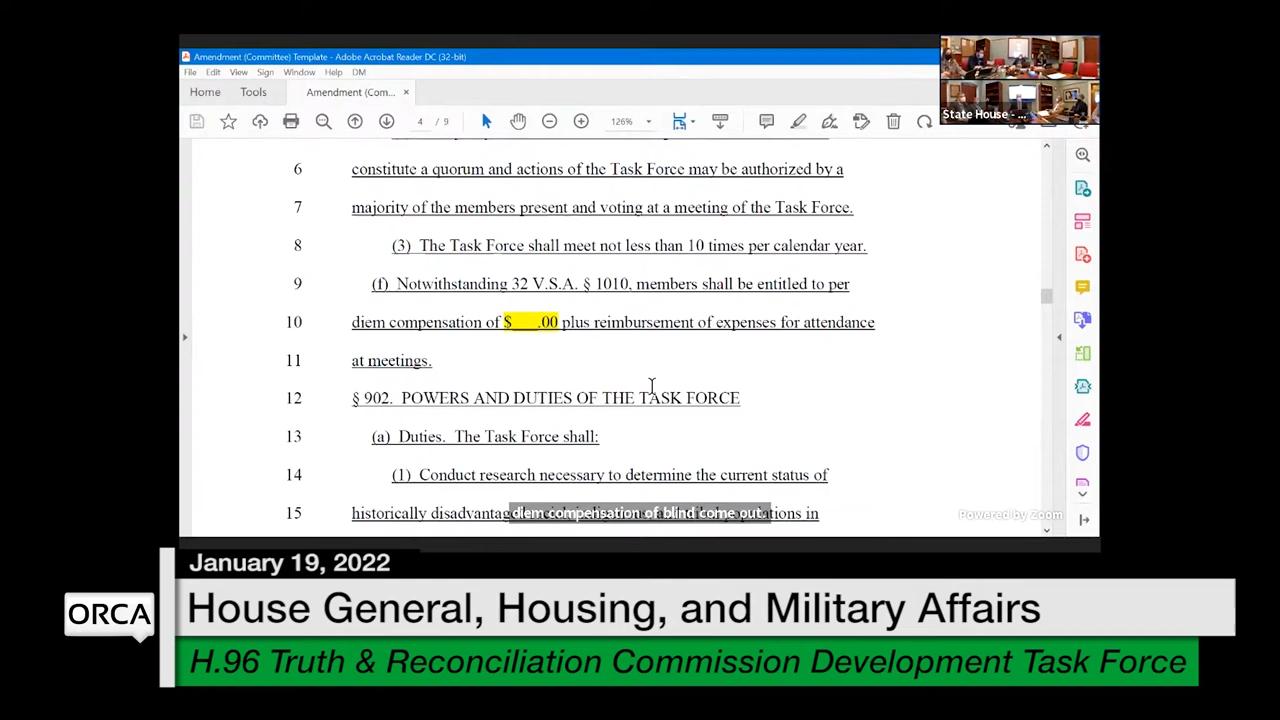 Amendment (Committee) Template - Adobe Acrobat Reader DC (32-bit)
File Edit View Sign Window Help DM
Home Tools Amendment (Com... ×
4 / 9 126%
State House - ...
6 constitute a quorum and actions of the Task Force may be authorized by a
7 majority of the members present and voting at a meeting of the Task Force.
8 (3) The Task Force shall meet not less than 10 times per calendar year.
9 (f) Notwithstanding 32 V.S.A. § 1010, members shall be entitled to per
10 diem compensation of $___.00 plus reimbursement of expenses for attendance
11 at meetings.
12 § 902. POWERS AND DUTIES OF THE TASK FORCE
13 (a) Duties. The Task Force shall:
14 (1) Conduct research necessary to determine the current status of
15 historically in
diem compensation of blind come out.
Powered by Zoom
January 19, 2022
ORCA
House General, Housing, and Military Affairs
H.96 Truth & Reconciliation Commission Development Task Force